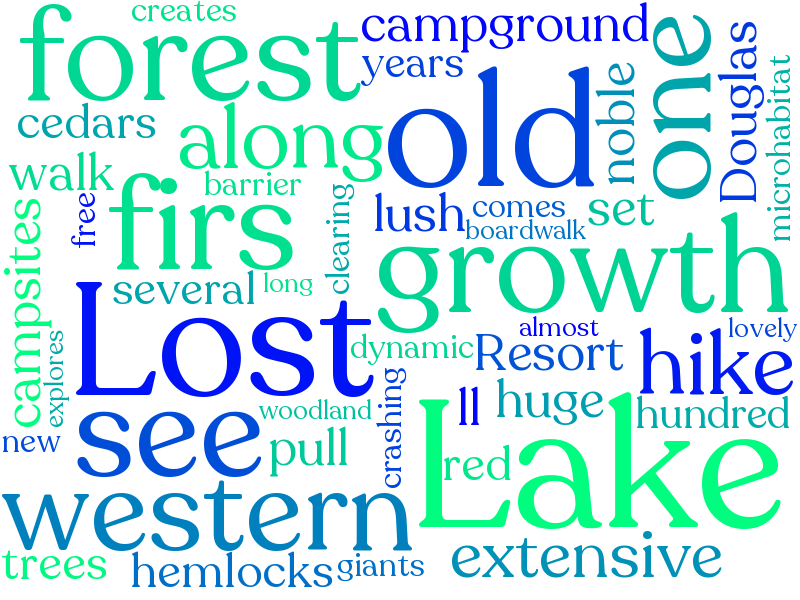 creates
campground
forest
years
one
Douglas
old
noble
microhabitat
cedars
along
walk
barrier
firs
free
clearing
lush
comes
set
boardwalk
campsites
growth
several
long
Lost
almost
lovely
dynamic
Resort
hike
explores
crashing
ll
huge
hundred
see
woodland
Lake
new
pull
red
western
extensive
trees
hemlocks
giants